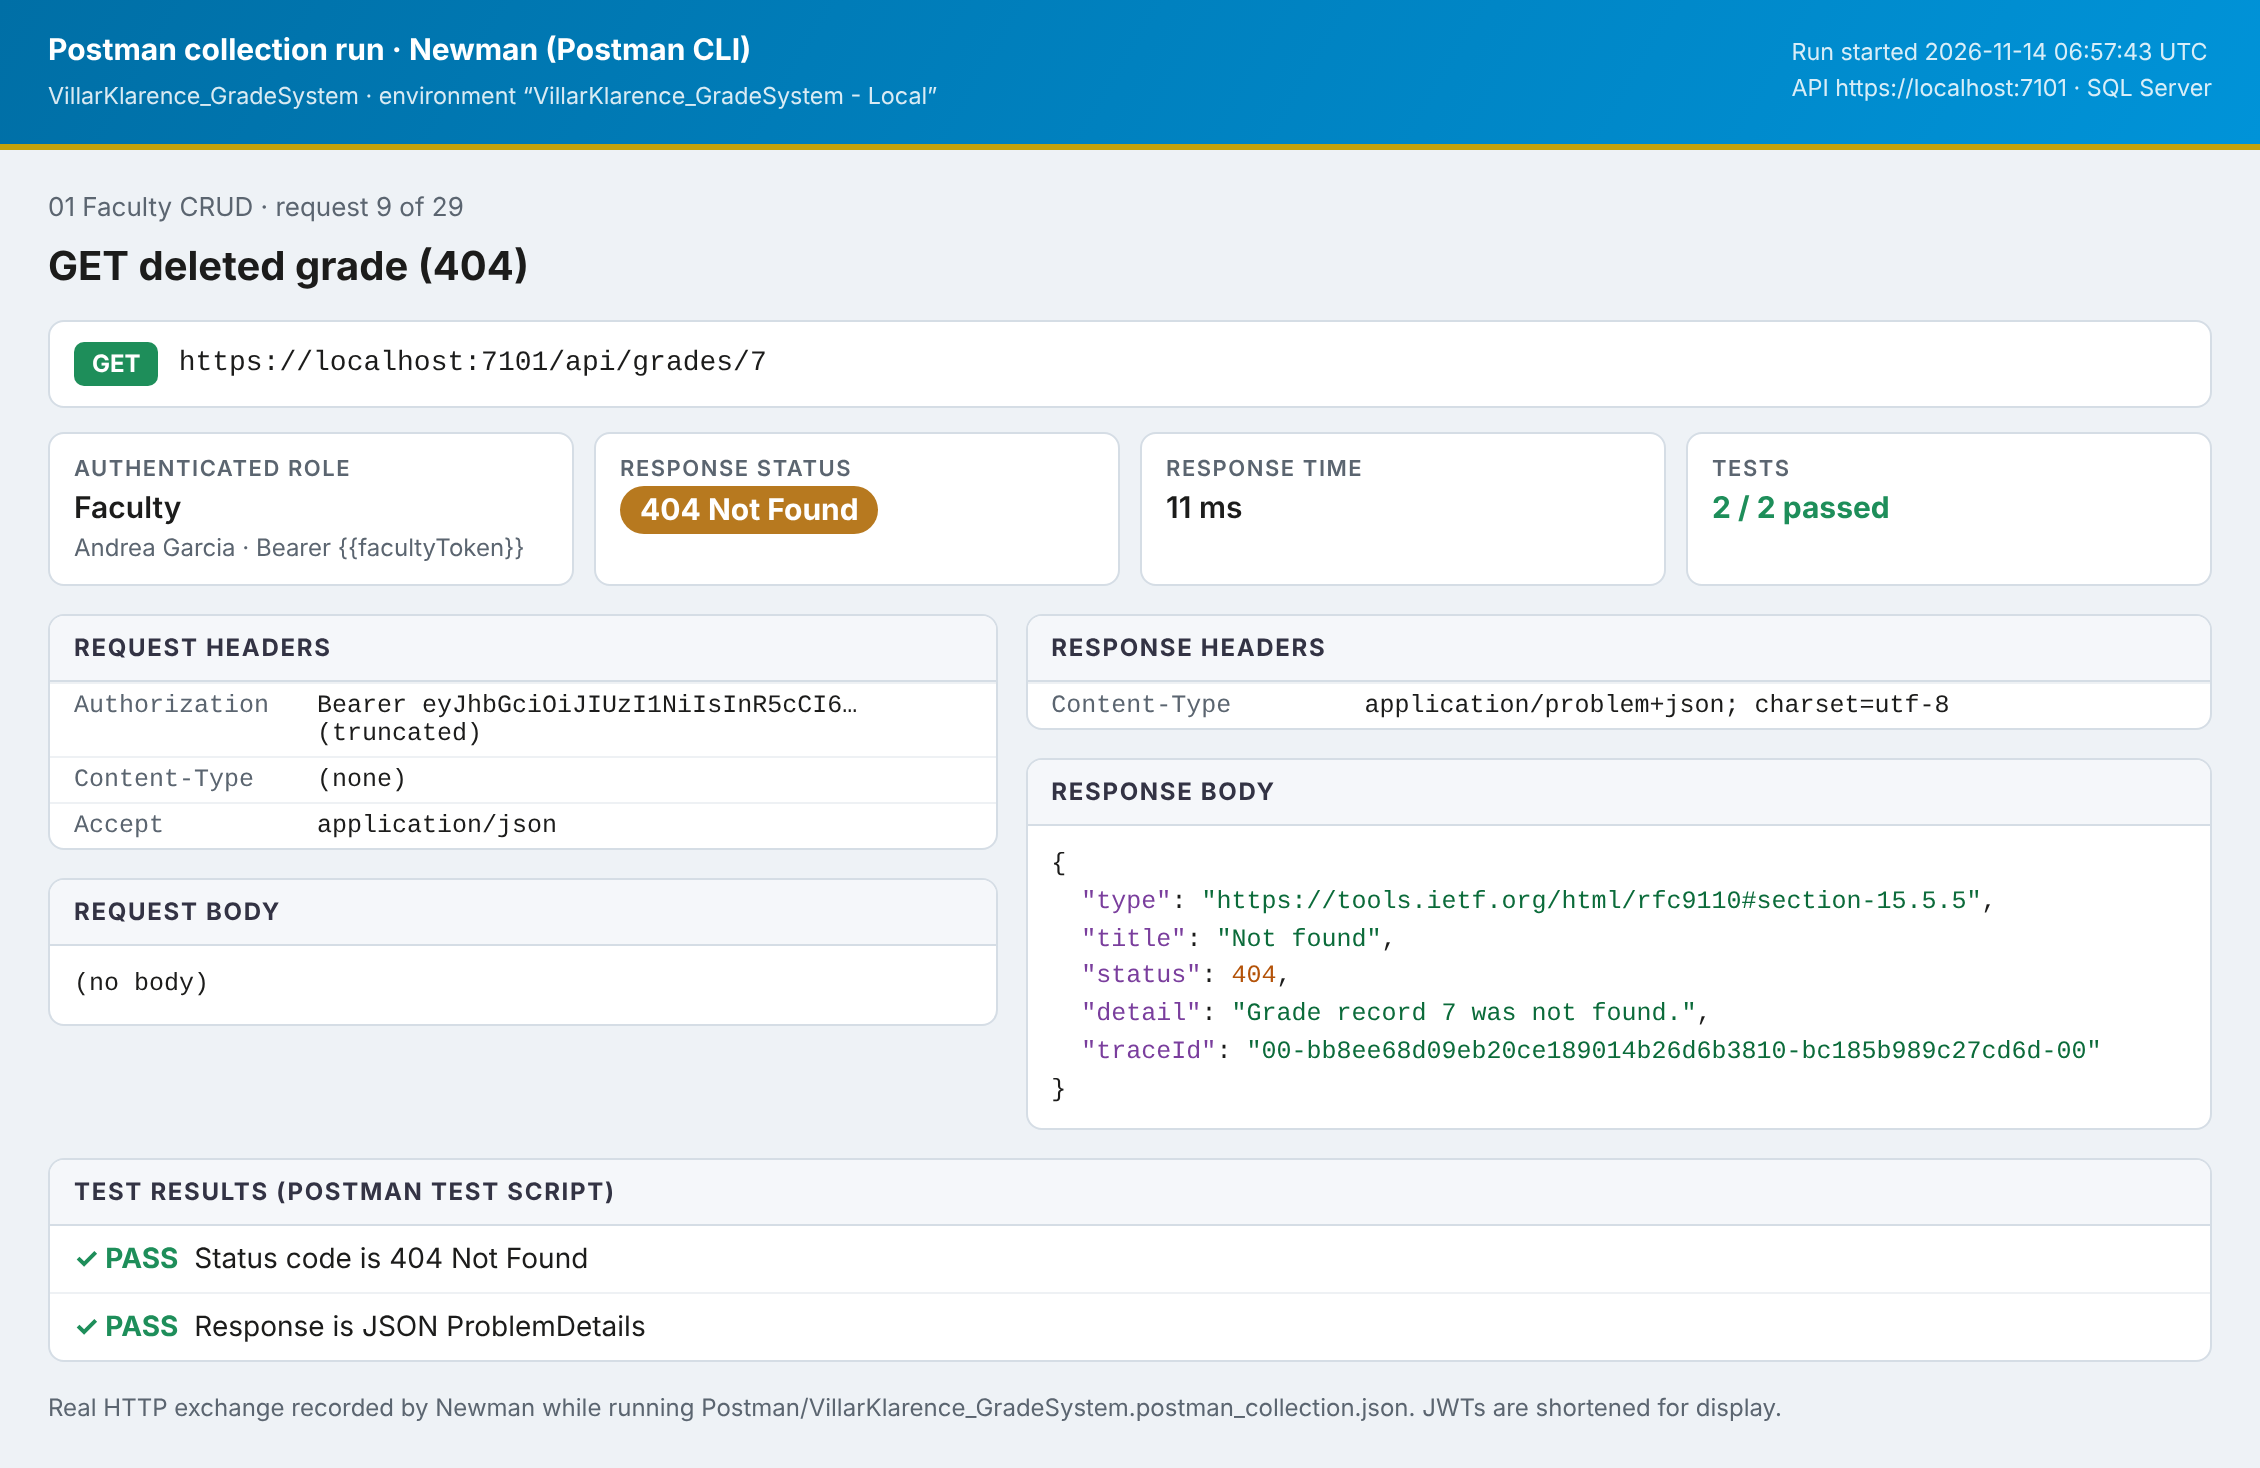 Postman collection run · Newman (Postman CLI)
VillarKlarence_GradeSystem · environment “VillarKlarence_GradeSystem - Local”
Run started 2026-11-14 06:57:43 UTC
API https://localhost:7101 · SQL Server
01 Faculty CRUD · request 9 of 29
GET deleted grade (404)
GET https://localhost:7101/api/grades/7
AUTHENTICATED ROLE
Faculty
Andrea Garcia · Bearer {{facultyToken}}
RESPONSE STATUS
404 Not Found
RESPONSE TIME
11 ms
TESTS
2 / 2 passed
REQUEST HEADERS
Authorization Bearer eyJhbGciOiJIUzI1NiIsInR5cCI6…
(truncated)
Content-Type (none)
Accept application/json
REQUEST BODY
(no body)
RESPONSE HEADERS
Content-Type application/problem+json; charset=utf-8
RESPONSE BODY
{
  "type": "https://tools.ietf.org/html/rfc9110#section-15.5.5",
  "title": "Not found",
  "status": 404,
  "detail": "Grade record 7 was not found.",
  "traceId": "00-bb8ee68d09eb20ce189014b26d6b3810-bc185b989c27cd6d-00"
}
TEST RESULTS (POSTMAN TEST SCRIPT)
✓ PASS Status code is 404 Not Found
✓ PASS Response is JSON ProblemDetails
Real HTTP exchange recorded by Newman while running Postman/VillarKlarence_GradeSystem.postman_collection.json. JWTs are shortened for display.